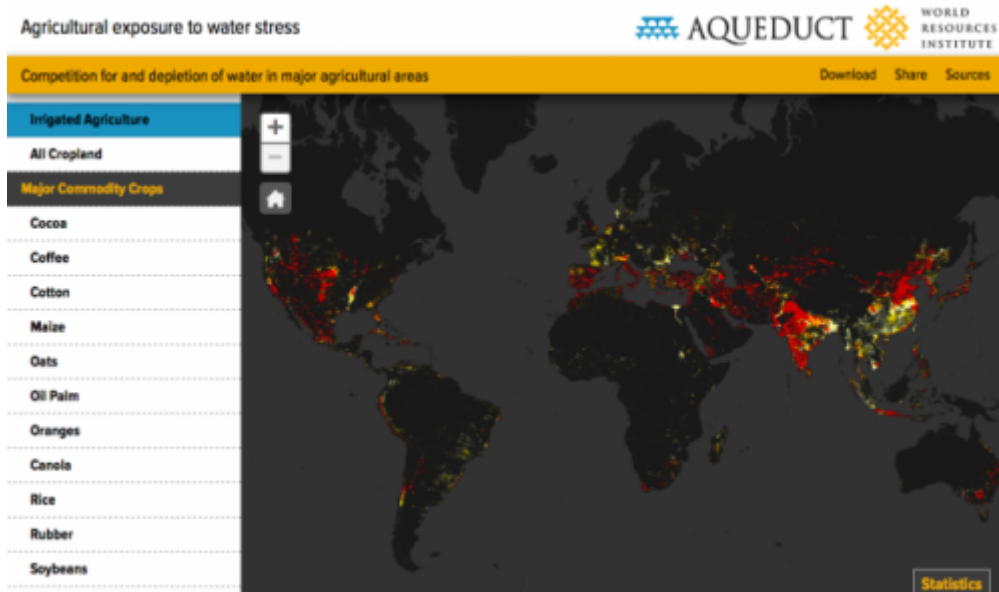 Agricultural exposure to water stress
AQUEDUCT
WORLD
RESOURCES
INSTITUTE
Competition for and depletion of water in major agricultural areas
Download Share Sources
Irrigated Agriculture
All Cropland
Major Commodity Crops
Cocoa
Coffee
Cotton
Maize
Oats
Oil Palm
Oranges
Canola
Rice
Rubber
Soybeans
+
−
Statistics